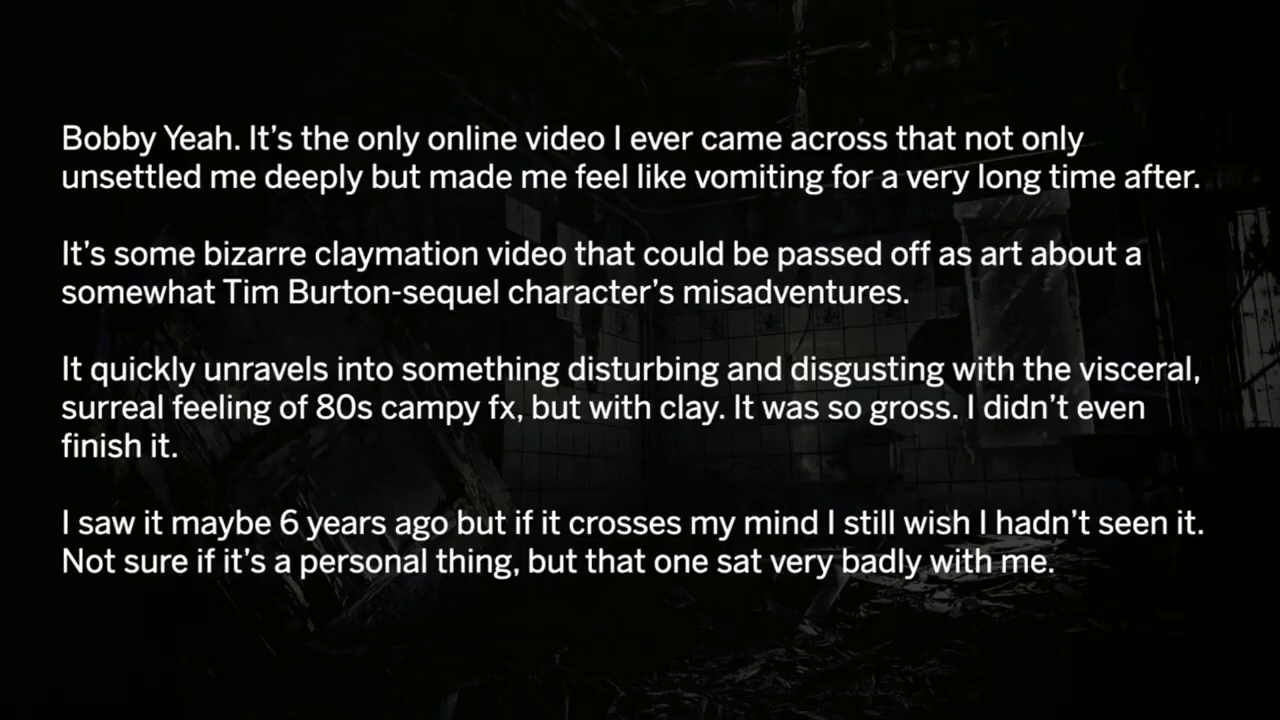 Bobby Yeah. It's the only online video I ever came across that not only
unsettled me deeply but made me feel like vomiting for a very long time after.
It's some bizarre claymation video that could be passed off as art about a
somewhat Tim Burton-sequel character's misadventures.
It quickly unravels into something disturbing and disgusting with the visceral,
surreal feeling of 80s campy fx, but with clay. It was so gross. I didn't even
finish it.
I saw it maybe 6 years ago but if it crosses my mind I still wish I hadn't seen it.
Not sure if it's a personal thing, but that one sat very badly with me.